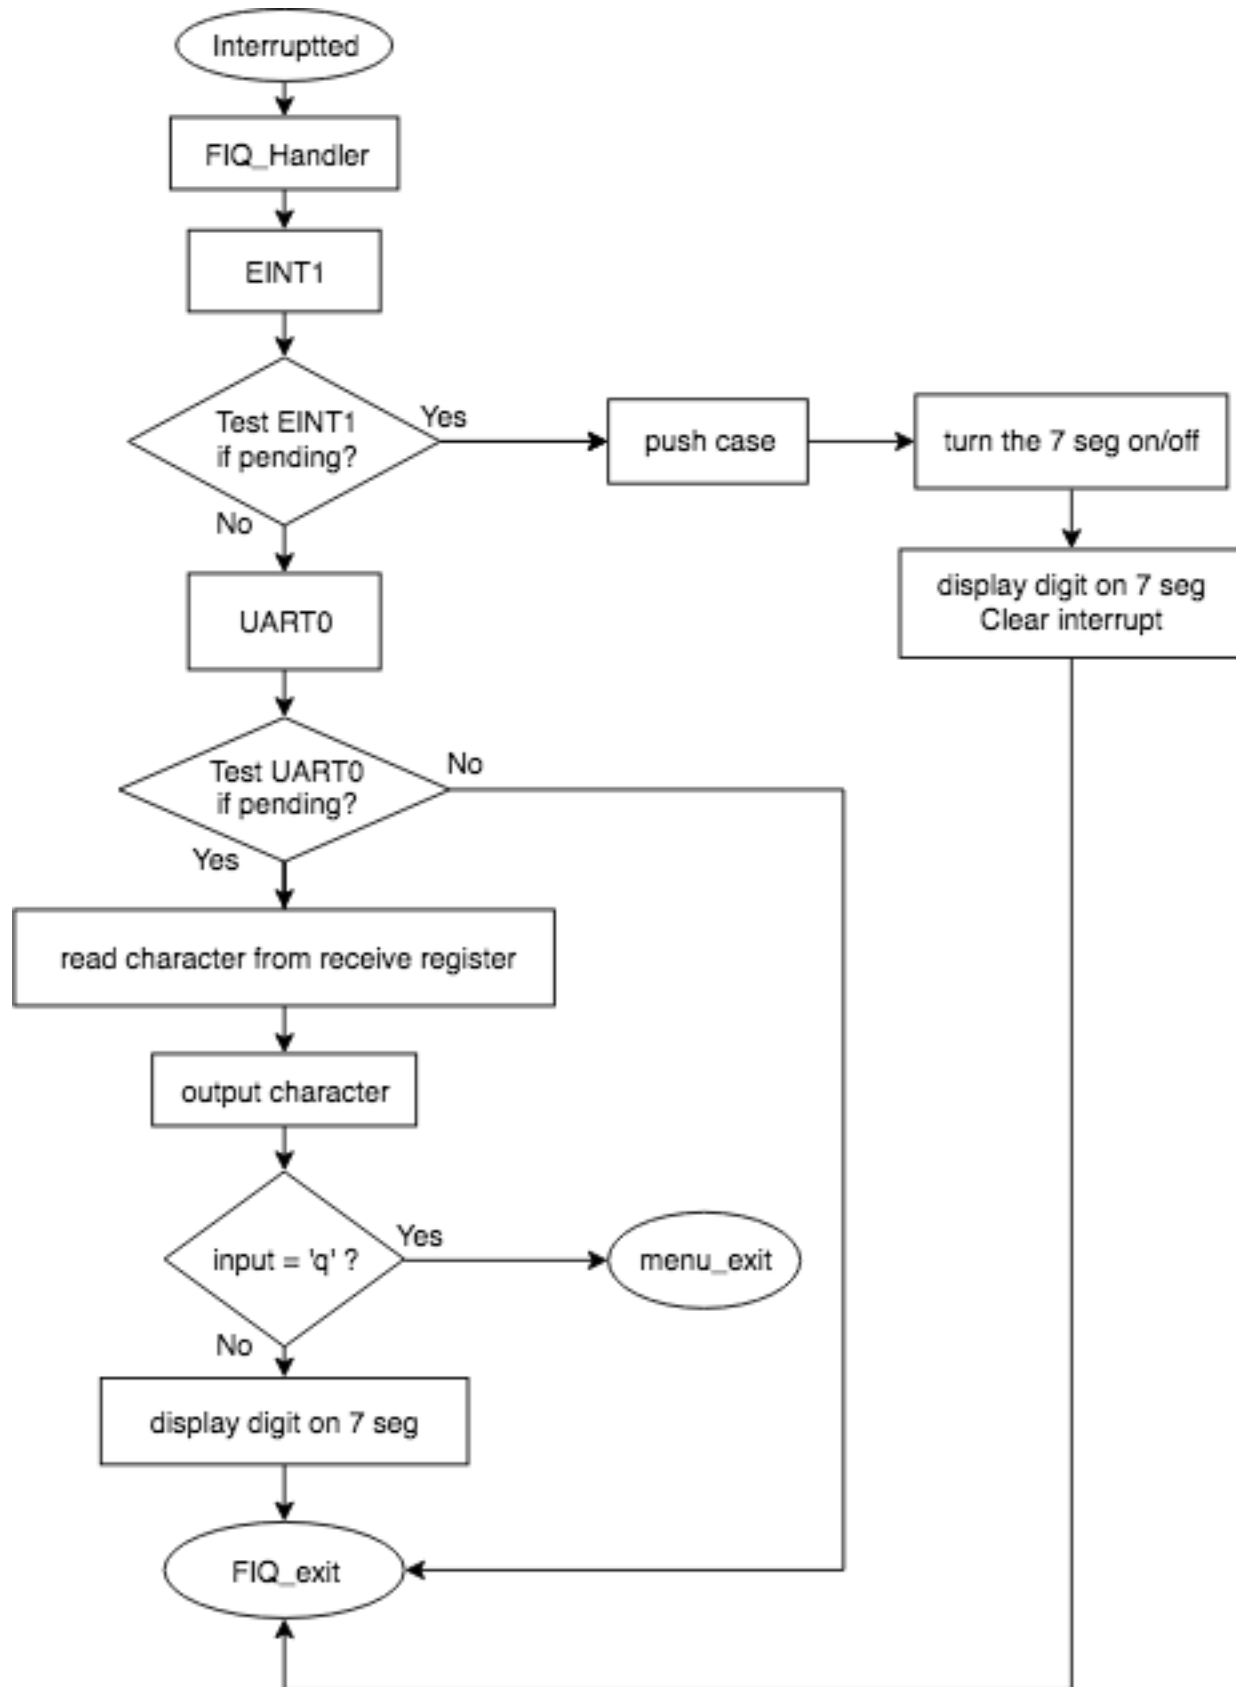 Interruptted
FIQ_Handler
EINT1
Test EINT1
if pending?
Yes
push case
turn the 7 seg on/off
No
display digit on 7 seg
Clear interrupt
UART0
Test UART0
if pending?
No
Yes
read character from receive register
output character
input = 'q' ?
Yes
menu_exit
No
display digit on 7 seg
FIQ_exit